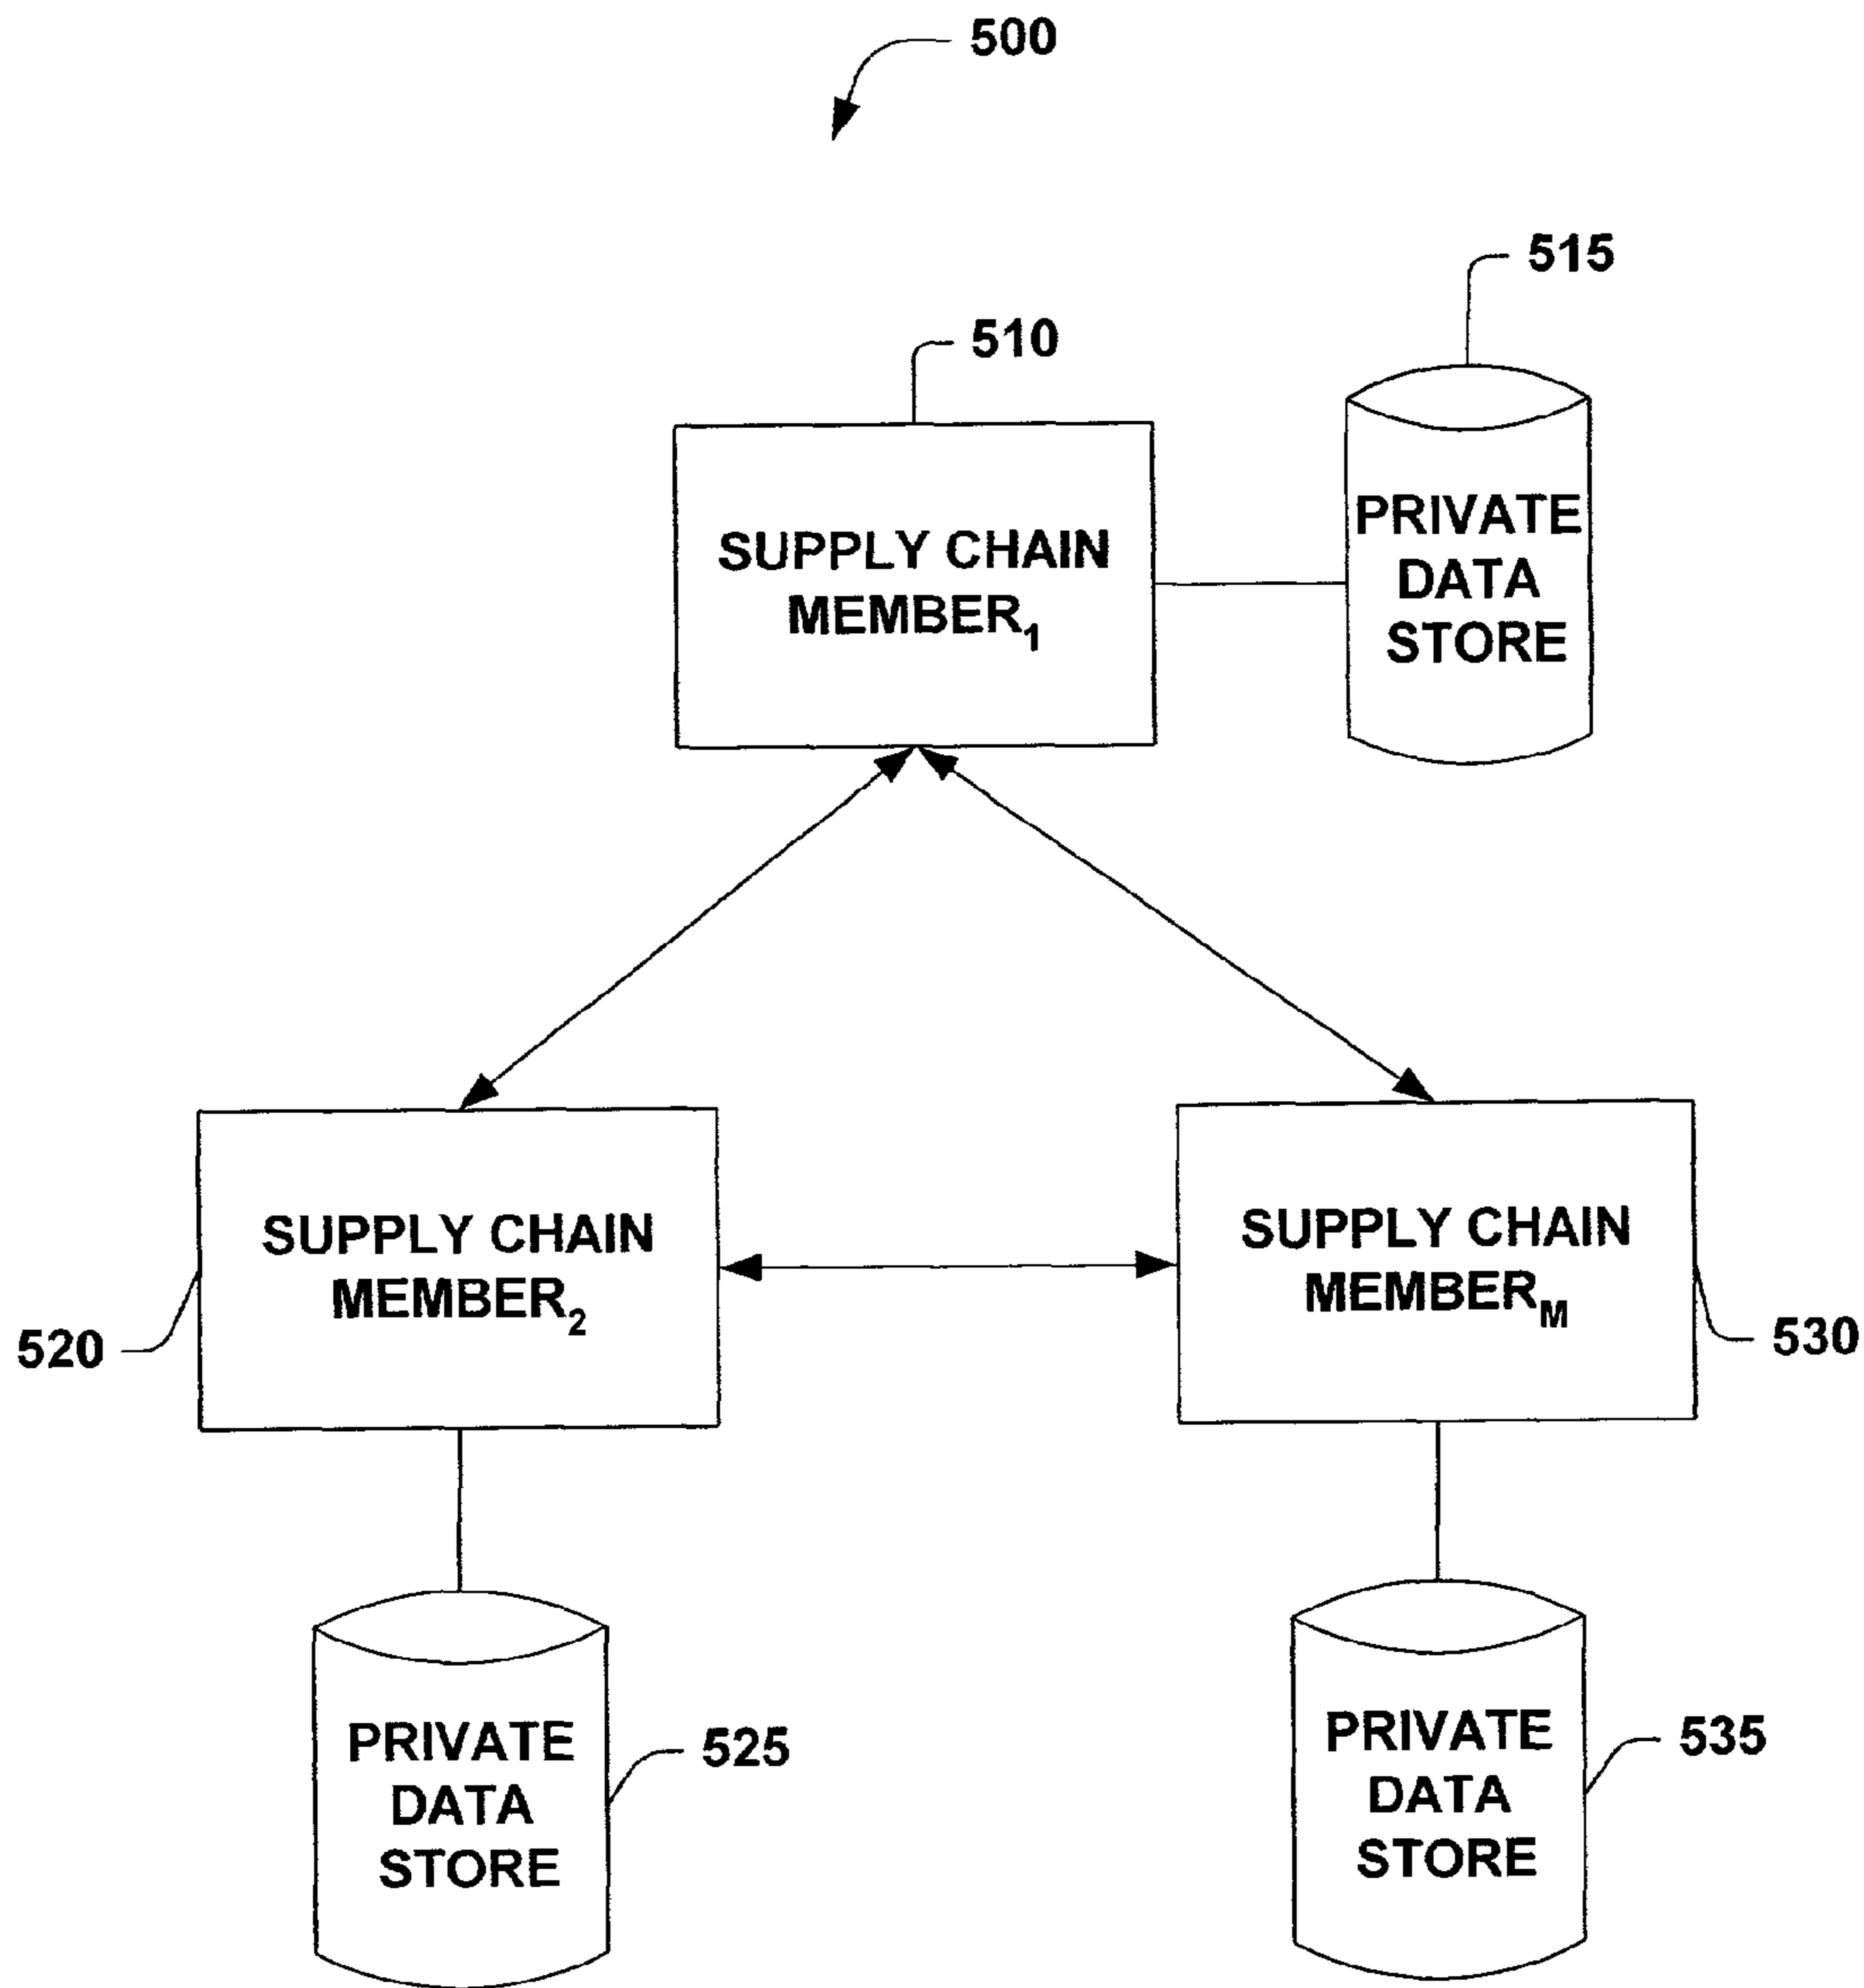 500
515
510
SUPPLY CHAIN
MEMBER₁
PRIVATE
DATA
STORE
SUPPLY CHAIN
MEMBER₂
SUPPLY CHAIN
MEMBER_M
520
530
PRIVATE
DATA
STORE
525
PRIVATE
DATA
STORE
535